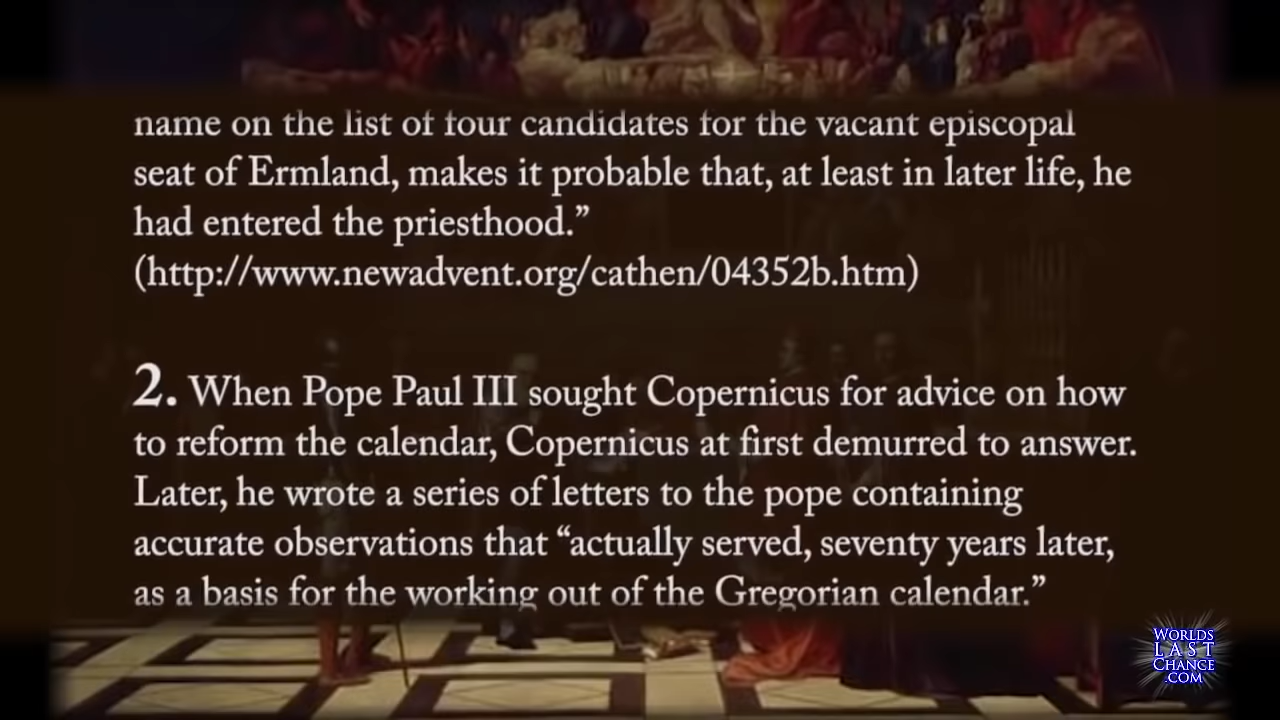 name on the list of four candidates for the vacant episcopal
seat of Ermland, makes it probable that, at least in later life, he
had entered the priesthood.”
(http://www.newadvent.org/cathen/04352b.htm)
2. When Pope Paul III sought Copernicus for advice on how
to reform the calendar, Copernicus at first demurred to answer.
Later, he wrote a series of letters to the pope containing
accurate observations that “actually served, seventy years later,
as a basis for the working out of the Gregorian calendar.”
WORLDS
LAST
CHANCE
.COM